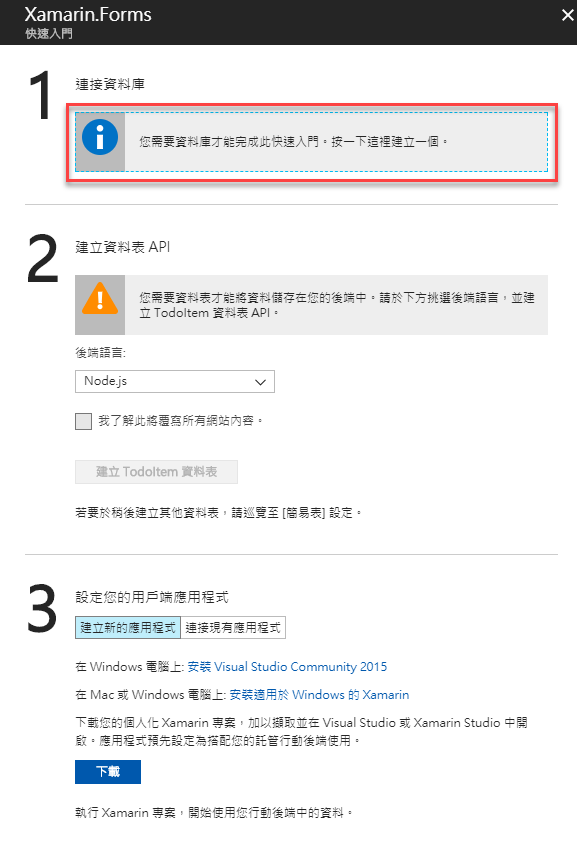 Xamarin.Forms
快速入門
1
連接資料庫
您需要資料庫才能完成此快速入門。按一下這裡建立一個。
2
建立資料表 API
您需要資料表才能將資料儲存在您的後端中。請於下方挑選後端語言，並建
立 TodoItem 資料表 API。
後端語言:
Node.js
我了解此將覆寫所有網站內容。
建立 TodoItem 資料表
若要於稍後建立其他資料表，請巡覽至 [簡易表] 設定。
3
設定您的用戶端應用程式
建立新的應用程式 連接現有應用程式
在 Windows 電腦上: 安裝 Visual Studio Community 2015
在 Mac 或 Windows 電腦上: 安裝適用於 Windows 的 Xamarin
下載您的個人化 Xamarin 專案，加以擷取並在 Visual Studio 或 Xamarin Studio 中開
啟。應用程式預先設定為搭配您的託管行動後端使用。
下載
執行 Xamarin 專案，開始使用您行動後端中的資料。